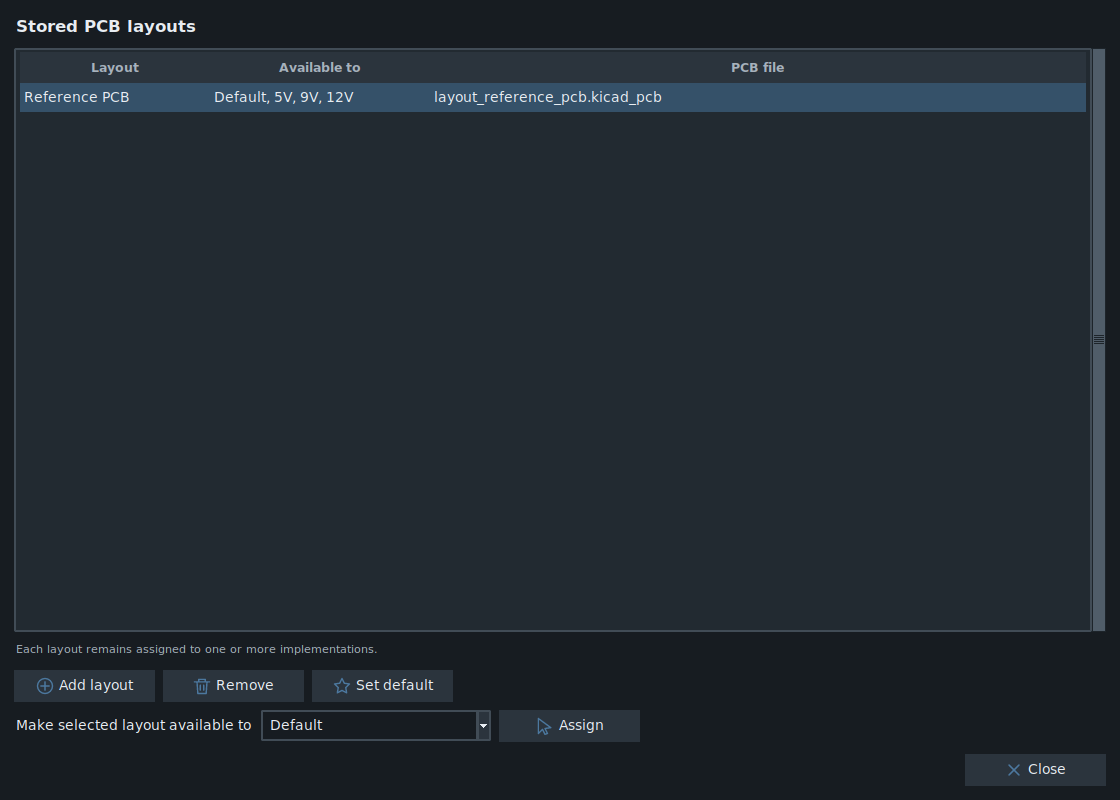 Stored PCB layouts
Layout Available to PCB file
Reference PCB Default, 5V, 9V, 12V layout_reference_pcb.kicad_pcb
Each layout remains assigned to one or more implementations.
Add layout Remove Set default
Make selected layout available to Default Assign
Close